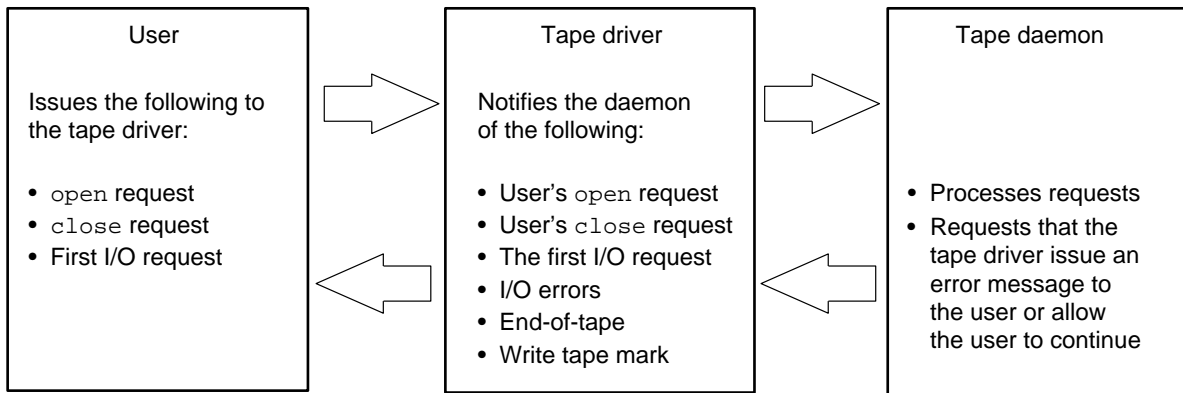 User
Issues the following to
the tape driver:
• open request
• close request
• First I/O request
Tape driver
Notifies the daemon
of the following:
• User's open request
• User's close request
• The first I/O request
• I/O errors
• End-of-tape
• Write tape mark
Tape daemon
• Processes requests
• Requests that the
tape driver issue an
error message to
the user or allow
the user to continue